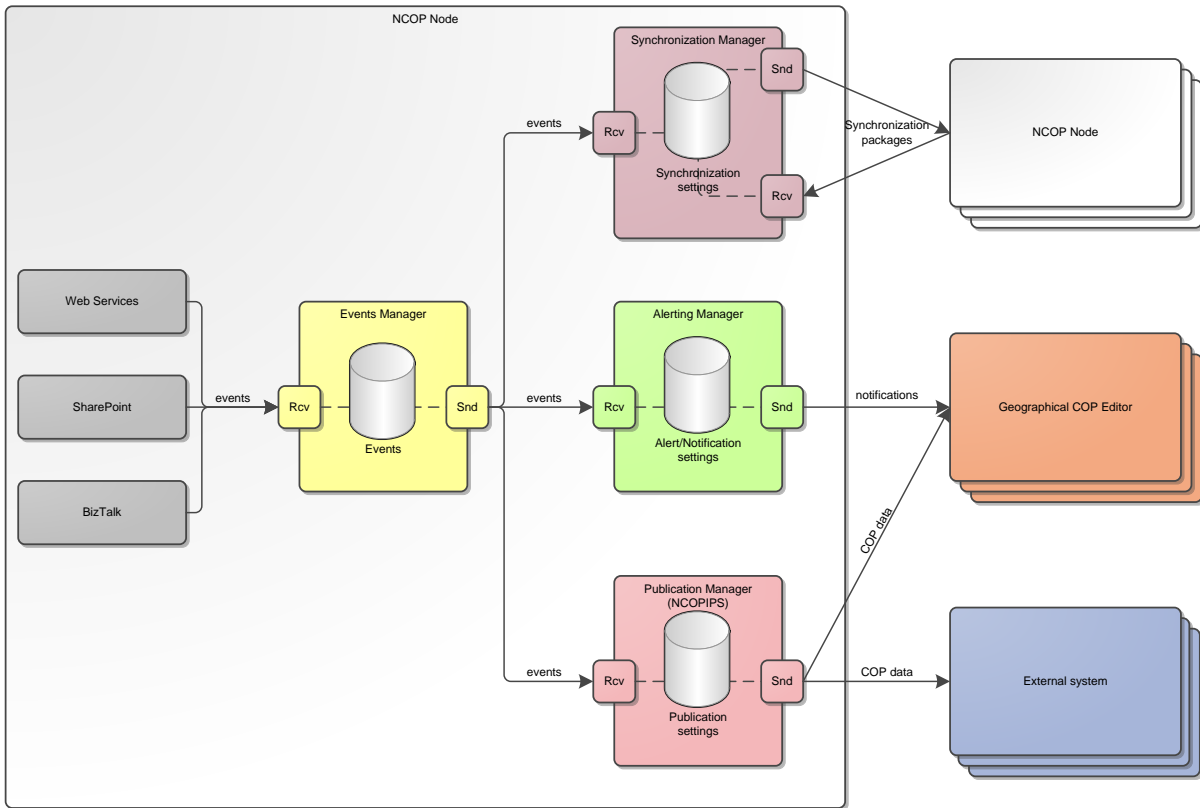 NCOP Node
Synchronization Manager
Snd
Rcv
Synchronization
settings
Rcv
events
Synchronization
packages
NCOP Node
Web Services
SharePoint
BizTalk
events
Events Manager
Rcv
Snd
Events
events
Alerting Manager
Rcv
Snd
Alert/Notification
settings
notifications
Geographical COP Editor
COP data
events
Publication Manager
(NCOPIPS)
Rcv
Snd
Publication
settings
COP data
External system